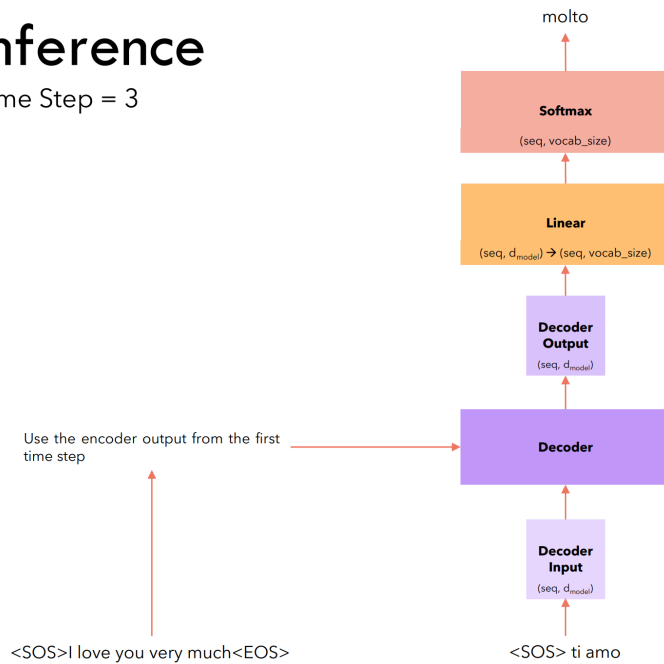 nference
me Step = 3
molto
Softmax
(seq, vocab_size)
Linear
(seq, dmodel) → (seq, vocab_size)
Decoder
Output
(seq, dmodel)
Use the encoder output from the first
time step
Decoder
Decoder
Input
(seq, dmodel)
<SOS>I love you very much<EOS>
<SOS> ti amo